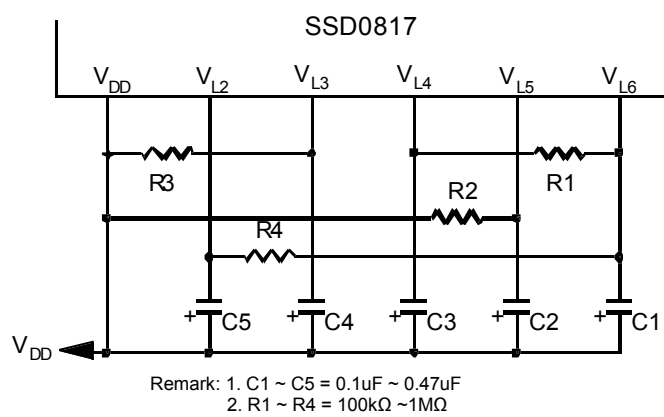 SSD0817
VDD VL2 VL3 VL4 VL5 VL6
R3 R1
R2
R4
+ C5 + C4 + C3 + C2 + C1
VDD
Remark: 1. C1 ~ C5 = 0.1uF ~ 0.47uF
2. R1 ~ R4 = 100kΩ ~1MΩ